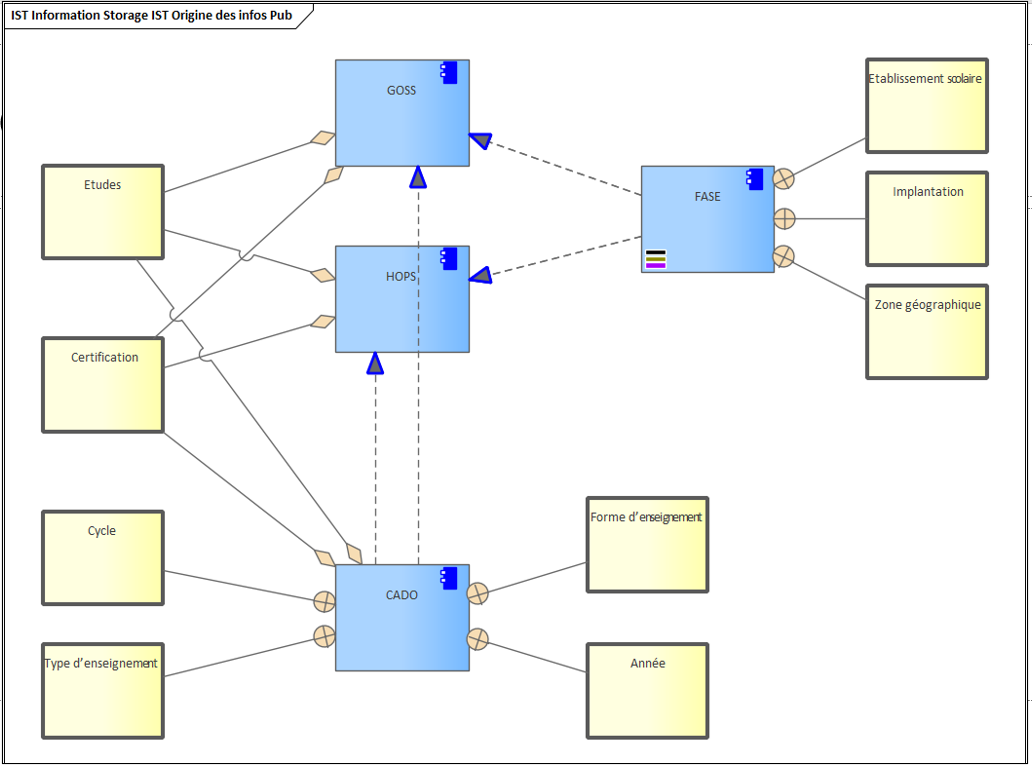 IST Information Storage IST Origine des infos Pub
GOSS
Etablissement scolaire
Etudes
FASE
Implantation
HOPS
Zone géographique
Certification
Cycle
Forme d'enseignement
CADO
Type d'enseignement
Année